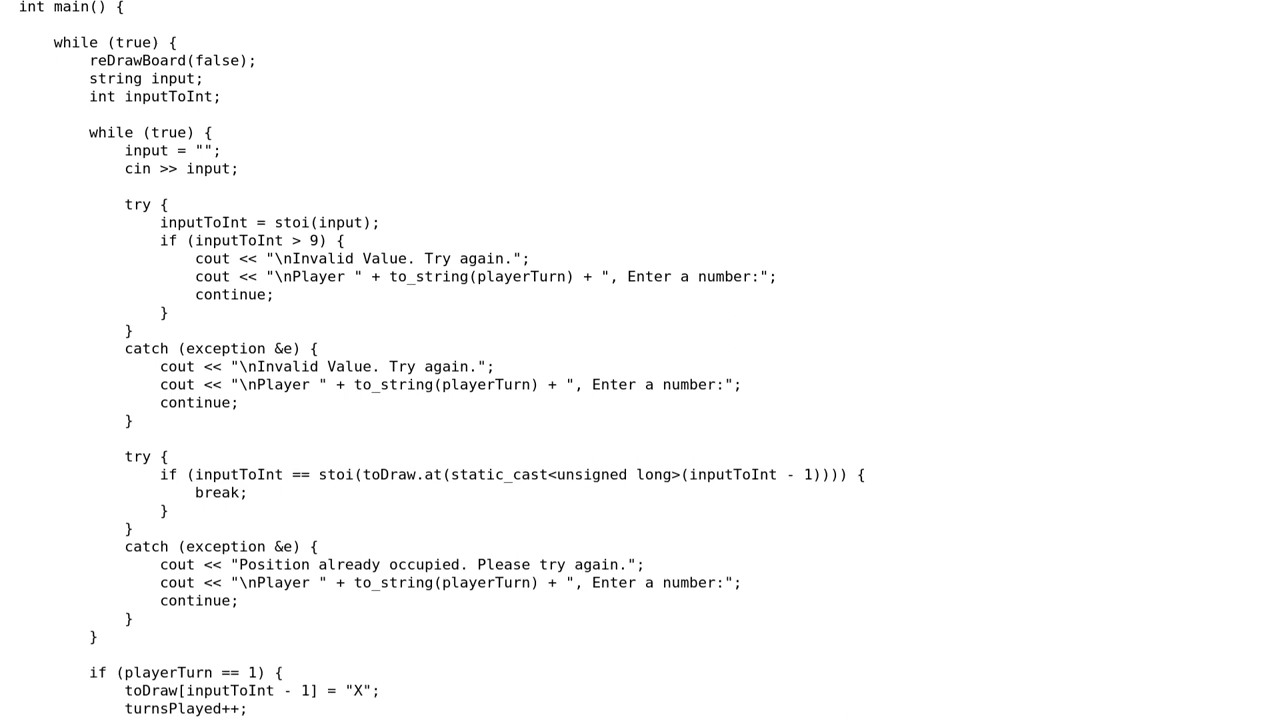 int main() {
while (true) {
reDrawBoard(false);
string input;
int inputToInt;
while (true) {
input = "";
cin >> input;
try {
inputToInt = stoi(input);
if (inputToInt > 9) {
cout << "\nInvalid Value. Try again.";
cout << "\nPlayer " + to_string(playerTurn) + ", Enter a number:";
continue;
}
}
catch (exception &e) {
cout << "\nInvalid Value. Try again.";
cout << "\nPlayer " + to_string(playerTurn) + ", Enter a number:";
continue;
}
try {
if (inputToInt == stoi(toDraw.at(static_cast<unsigned long>(inputToInt - 1)))) {
break;
}
}
catch (exception &e) {
cout << "Position already occupied. Please try again.";
cout << "\nPlayer " + to_string(playerTurn) + ", Enter a number:";
continue;
}
}
if (playerTurn == 1) {
toDraw[inputToInt - 1] = "X";
turnsPlayed++;